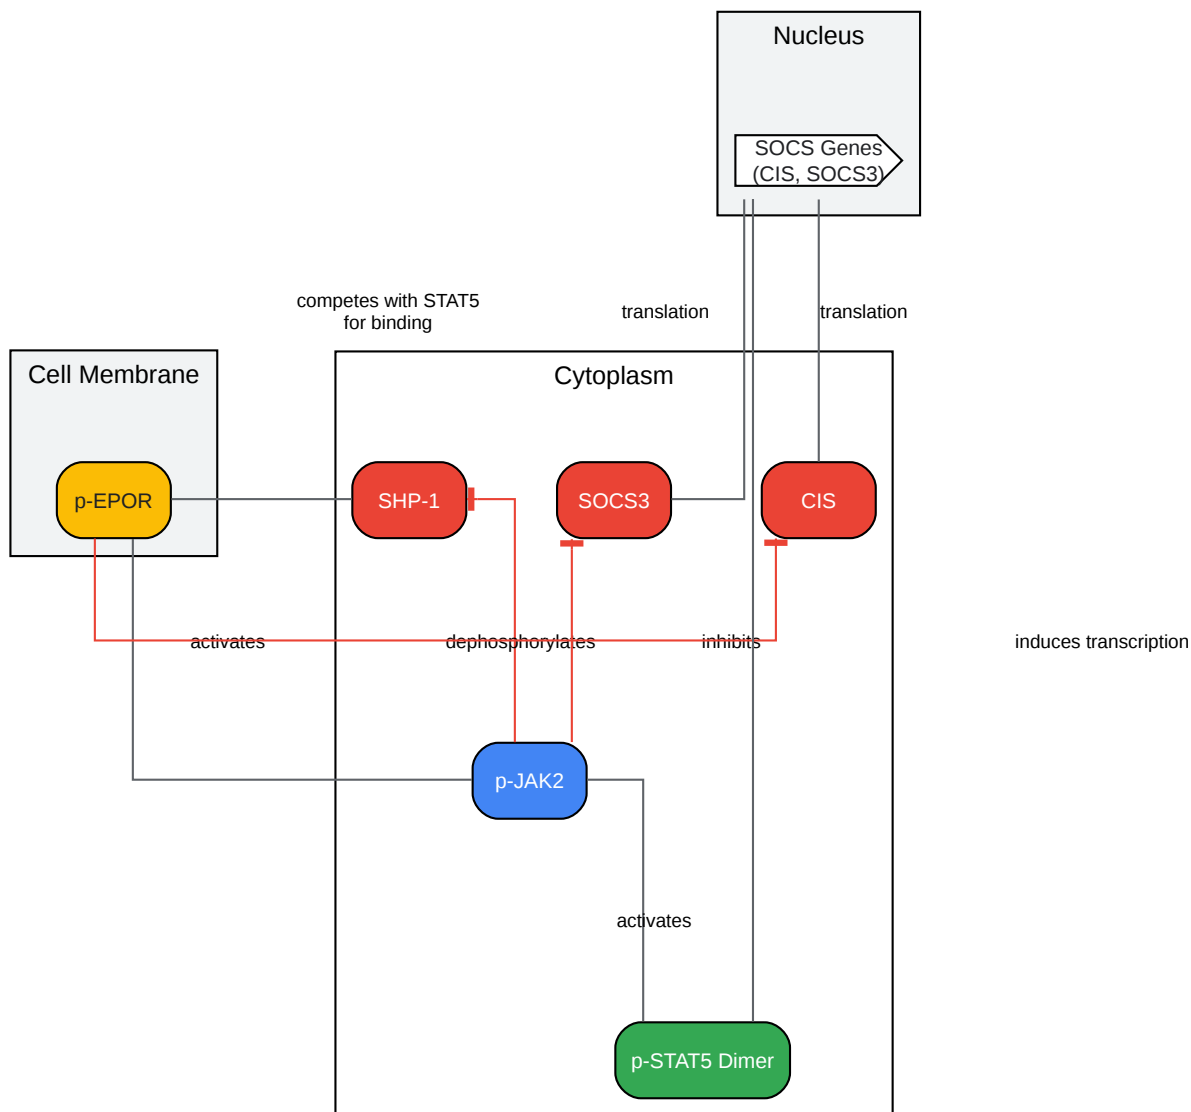 Nucleus
SOCS Genes
(CIS, SOCS3)
competes with STAT5
for binding
translation
translation
Cell Membrane
Cytoplasm
p-EPOR
SHP-1
SOCS3
CIS
activates
dephosphorylates
inhibits
induces transcription
p-JAK2
activates
p-STAT5 Dimer